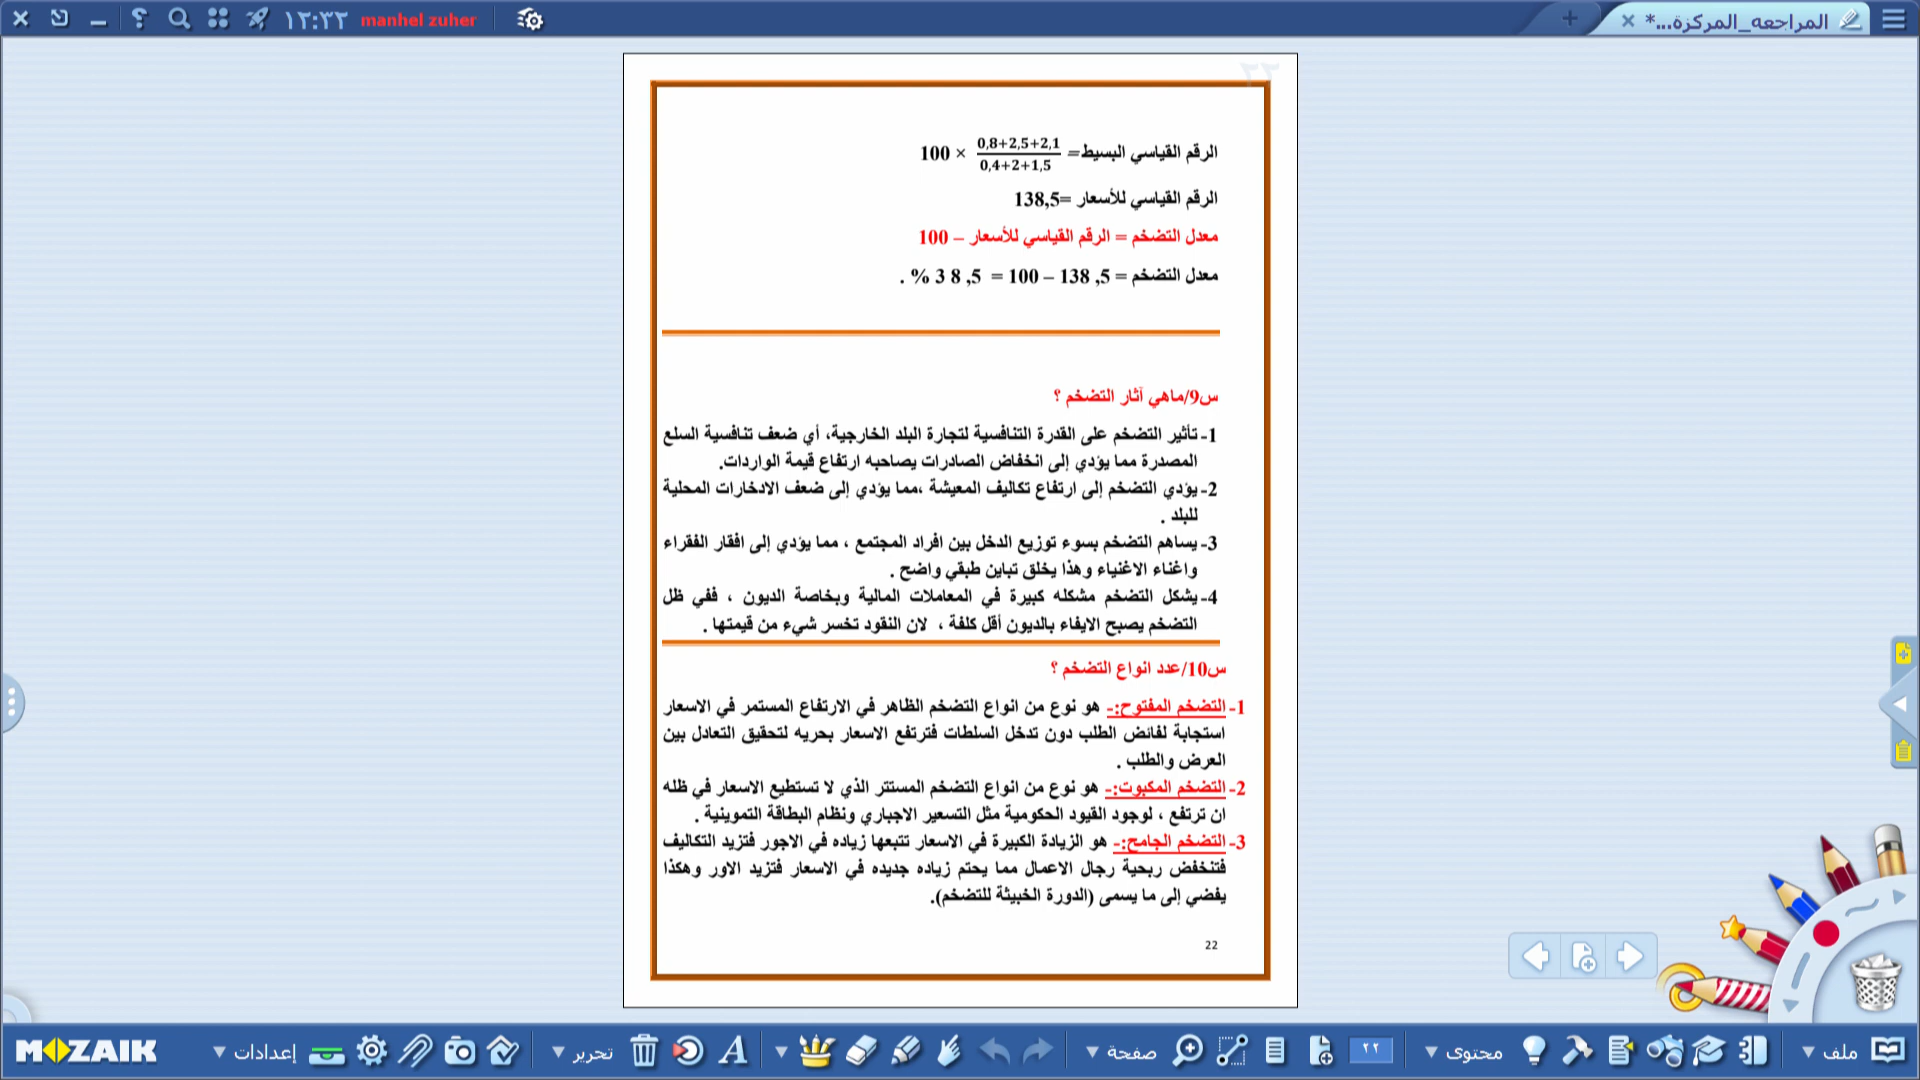 المراجعه_المركزة...*
١٢:٣٢ manhel zuher
٢٢
الرقم القياسي البسيط= 0,8+2,5+2,1 / 0,4+2+1,5 × 100
الرقم القياسي للأسعار =138,5
معدل التضخم = الرقم القياسي للأسعار – 100
معدل التضخم = 5, 138 – 100 = 5, 8 3 % .
س9/ماهي آثار التضخم ؟
1- تأثير التضخم على القدرة التنافسية لتجارة البلد الخارجية، أي ضعف تنافسية السلع
المصدرة مما يؤدي إلى انخفاض الصادرات يصاحبه ارتفاع قيمة الواردات.
2- يؤدي التضخم إلى ارتفاع تكاليف المعيشة ،مما يؤدي إلى ضعف الادخارات المحلية
للبلد .
3- يساهم التضخم بسوء توزيع الدخل بين افراد المجتمع ، مما يؤدي إلى افقار الفقراء
واغناء الاغنياء وهذا يخلق تباين طبقي واضح .
4- يشكل التضخم مشكله كبيرة في المعاملات المالية وبخاصة الديون ، ففي ظل
التضخم يصبح الايفاء بالديون أقل كلفة ، لان النقود تخسر شيء من قيمتها .
س10/عدد انواع التضخم ؟
1- التضخم المفتوح:- هو نوع من انواع التضخم الظاهر في الارتفاع المستمر في الاسعار
استجابة لفائض الطلب دون تدخل السلطات فترتفع الاسعار بحريه لتحقيق التعادل بين
العرض والطلب .
2- التضخم المكبوت:- هو نوع من انواع التضخم المستتر الذي لا تستطيع الاسعار في ظله
ان ترتفع ، لوجود القيود الحكومية مثل التسعير الاجباري ونظام البطاقة التموينية .
3- التضخم الجامح:- هو الزيادة الكبيرة في الاسعار تتبعها زياده في الاجور فتزيد التكاليف
فتنخفض ربحية رجال الاعمال مما يحتم زياده جديده في الاسعار فتزيد الاور وهكذا
يفضي إلى ما يسمى (الدورة الخبيثة للتضخم).
22
ملف محتوى ٢٢ صفحة تحرير إعدادات MOZAIK